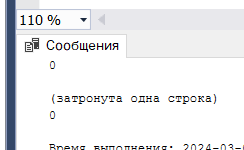 110 %
Сообщения
0
(затронута одна строка)
0
Время выполнения: 2024-03-